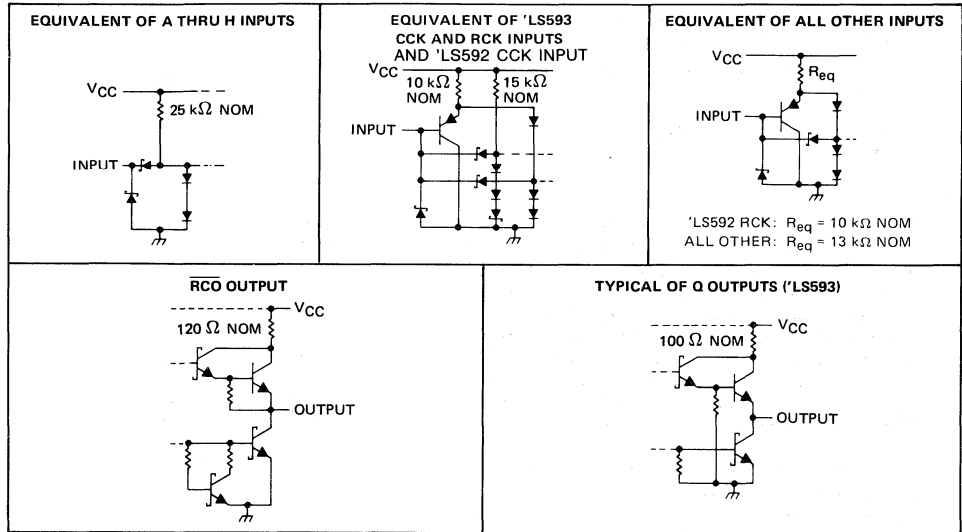 EQUIVALENT OF A THRU H INPUTS
VCC
25 kΩ NOM
INPUT
EQUIVALENT OF 'LS593
CCK AND RCK INPUTS
AND 'LS592 CCK INPUT
VCC
10 kΩ
NOM
15 kΩ
NOM
INPUT
EQUIVALENT OF ALL OTHER INPUTS
VCC
Req
INPUT
'LS592 RCK: Req = 10 kΩ NOM
ALL OTHER: Req = 13 kΩ NOM
RCO OUTPUT
VCC
120 Ω NOM
OUTPUT
TYPICAL OF Q OUTPUTS ('LS593)
VCC
100 Ω NOM
OUTPUT